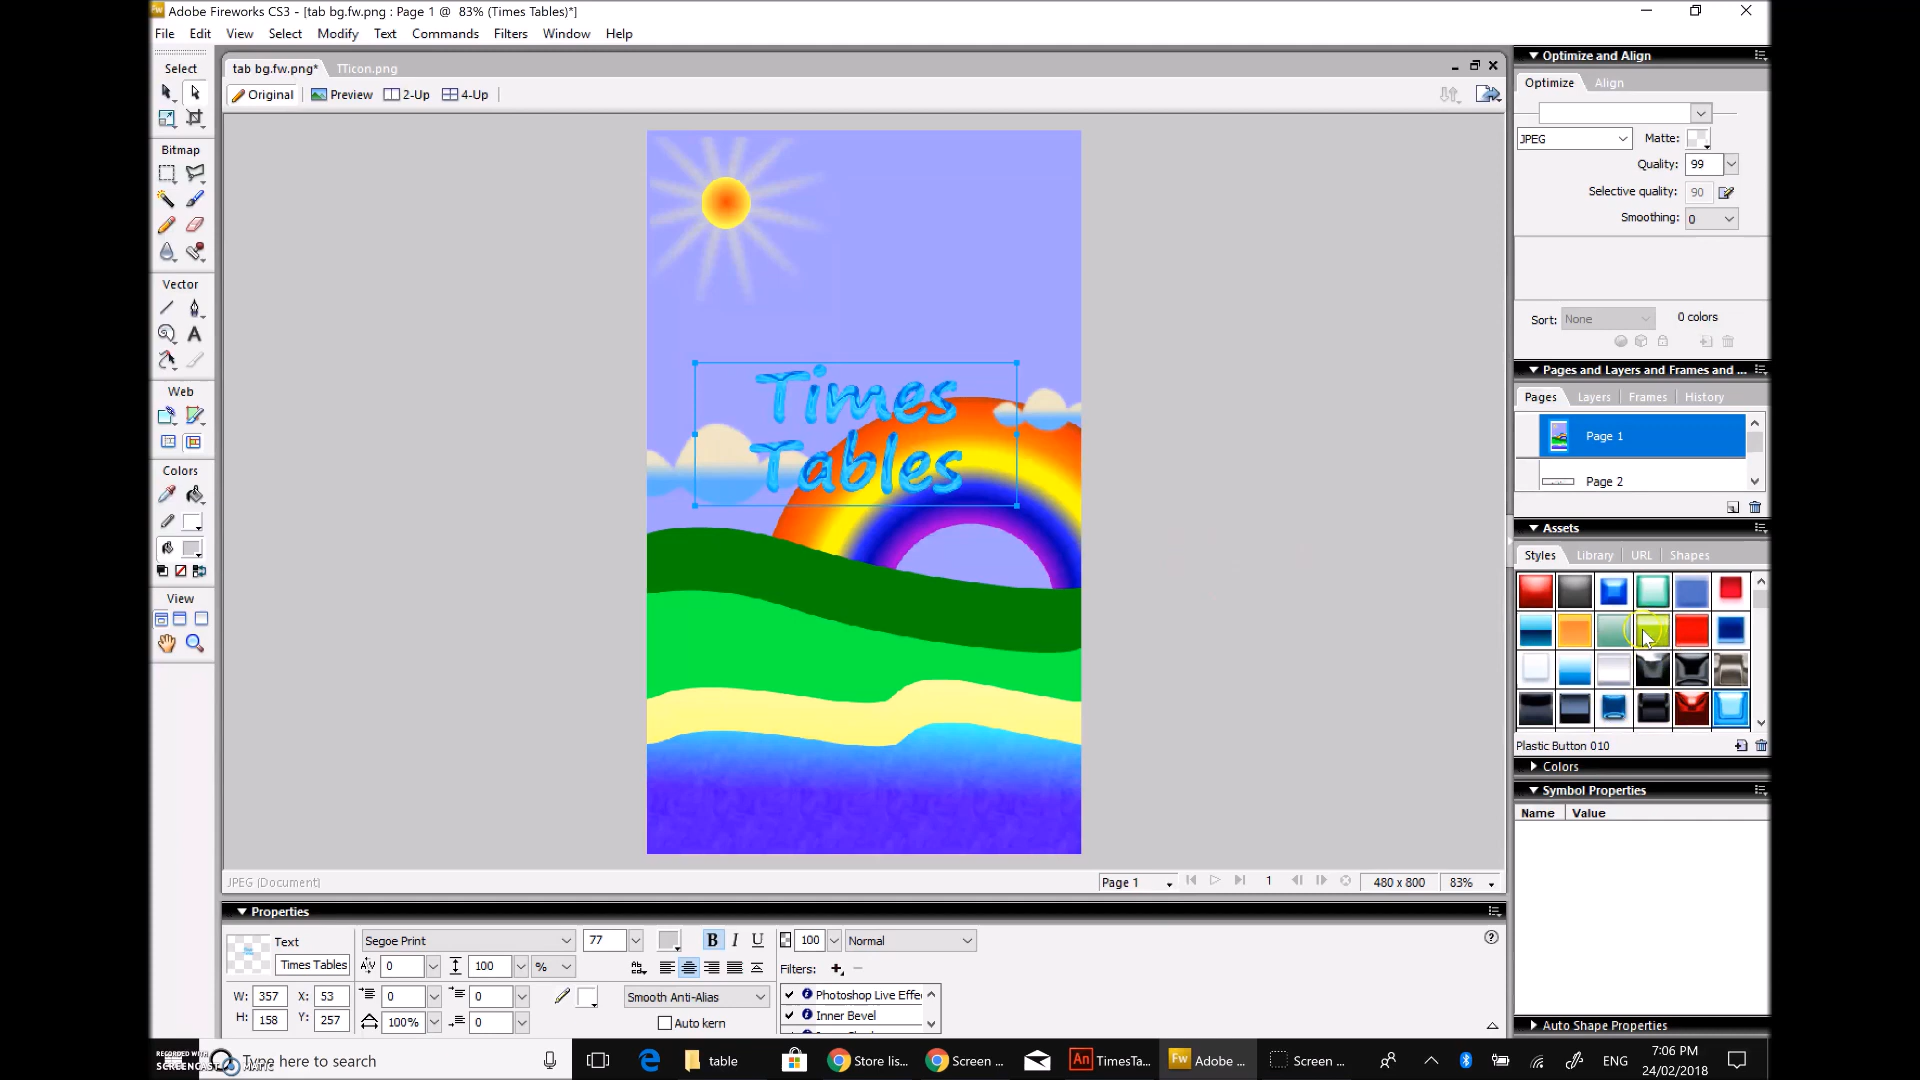 Adobe Fireworks CS3 - [tab bg.fw.png : Page 1 @ 83% (Times Tables)*]
File Edit View Select Modify Text Commands Filters Window Help
Select
Bitmap
Vector
Web
Colors
View
tab bg.fw.png* TTicon.png
Original Preview 2-Up 4-Up
Times
Tables
JPEG (Document)
Page 1 1 480 x 800 83%
Optimize and Align
Optimize Align
JPEG Matte:
Quality: 99
Selective quality: 90
Smoothing: 0
Sort: None 0 colors
Pages and Layers and Frames and ...
Pages Layers Frames History
Page 1
Page 2
Assets
Styles Library URL Shapes
Plastic Button 010
Colors
Symbol Properties
Name Value
Auto Shape Properties
Properties
Text Segoe Print 77 B I U 100 Normal
Times Tables 0 100 % Filters:
W: 357 X: 53 0 0 Smooth Anti-Alias Photoshop Live Effe
H: 158 Y: 257 100% 0 Auto kern Inner Bevel
RECORDED WITH
SCREENCAST MATIC
Type here to search table Store lis... Screen ... TimesTa... Adobe ... Screen ... ENG 7:06 PM
24/02/2018